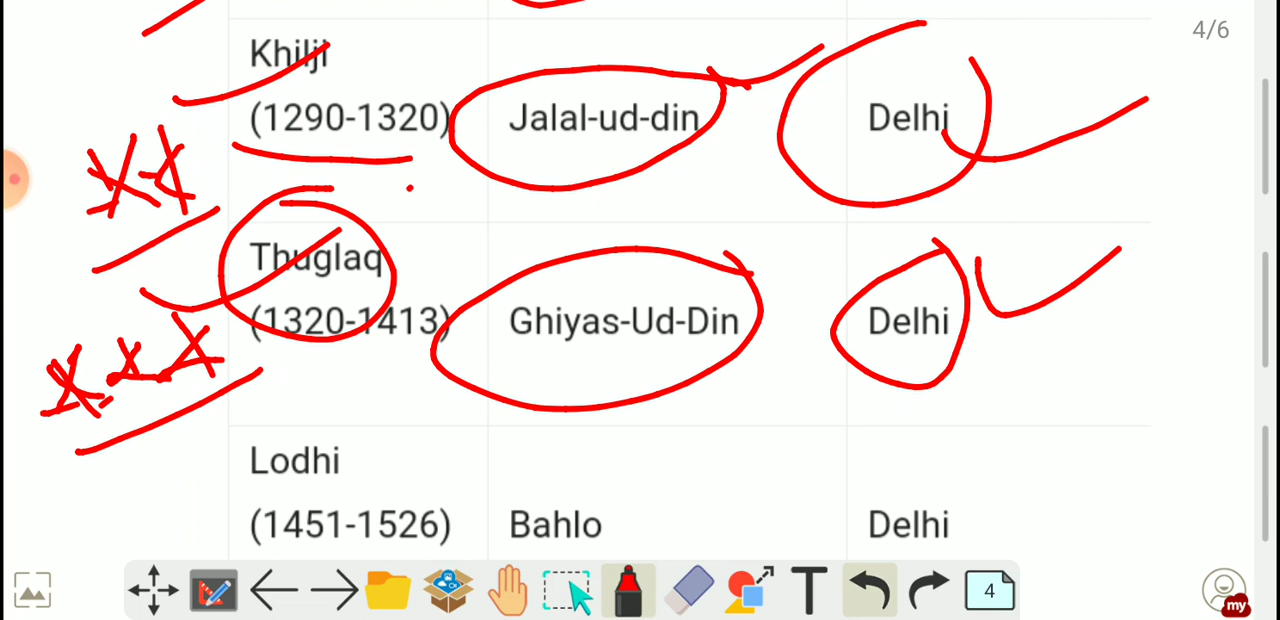 4/6
Khilji
(1290-1320) Jalal-ud-din Delhi
Thuglaq
(1320-1413) Ghiyas-Ud-Din Delhi
Lodhi
(1451-1526) Bahlo Delhi
T 4 my